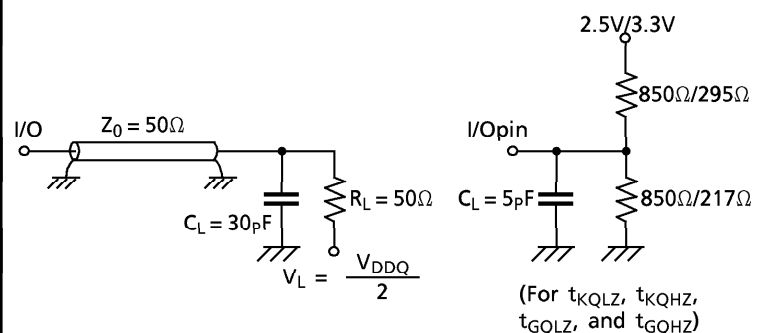 I/O
Z0 = 50Ω
CL = 30pF
RL = 50Ω
VL = VDDQ
2
2.5V/3.3V
850Ω/295Ω
I/Opin
CL = 5pF
850Ω/217Ω
(For tKQLZ, tKQHZ,
tGOLZ, and tGOHZ)